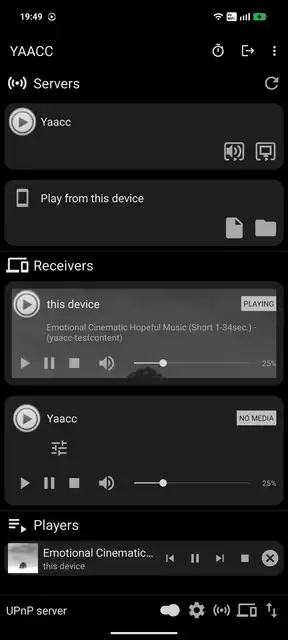 19:49
YAACC
Servers
Yaacc
Play from this device
Receivers
this device
PLAYING
Emotional Cinematic Hopeful Music (Short 1-34sec.) -
(yaacc-testcontent)
25%
Yaacc
NO MEDIA
25%
Players
Emotional Cinematic...
this device
UPnP server